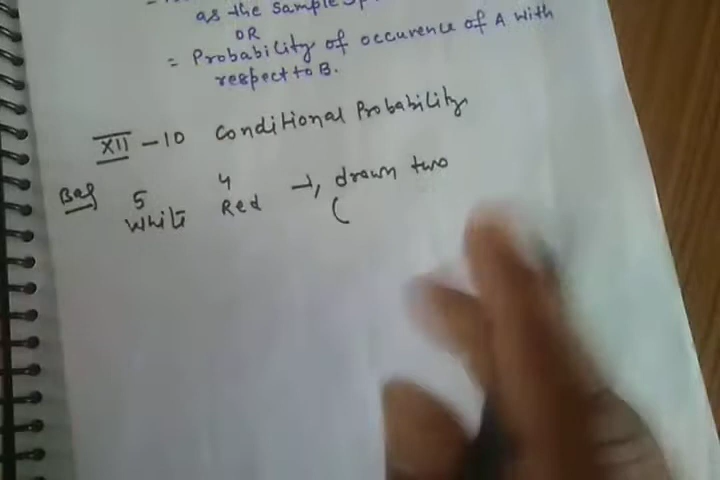 as the Sample
OR
= Probability of occurence of A with
respect to B.
XII - 10 Conditional Probability
Bag 5 White 4 Red → drawn two
(